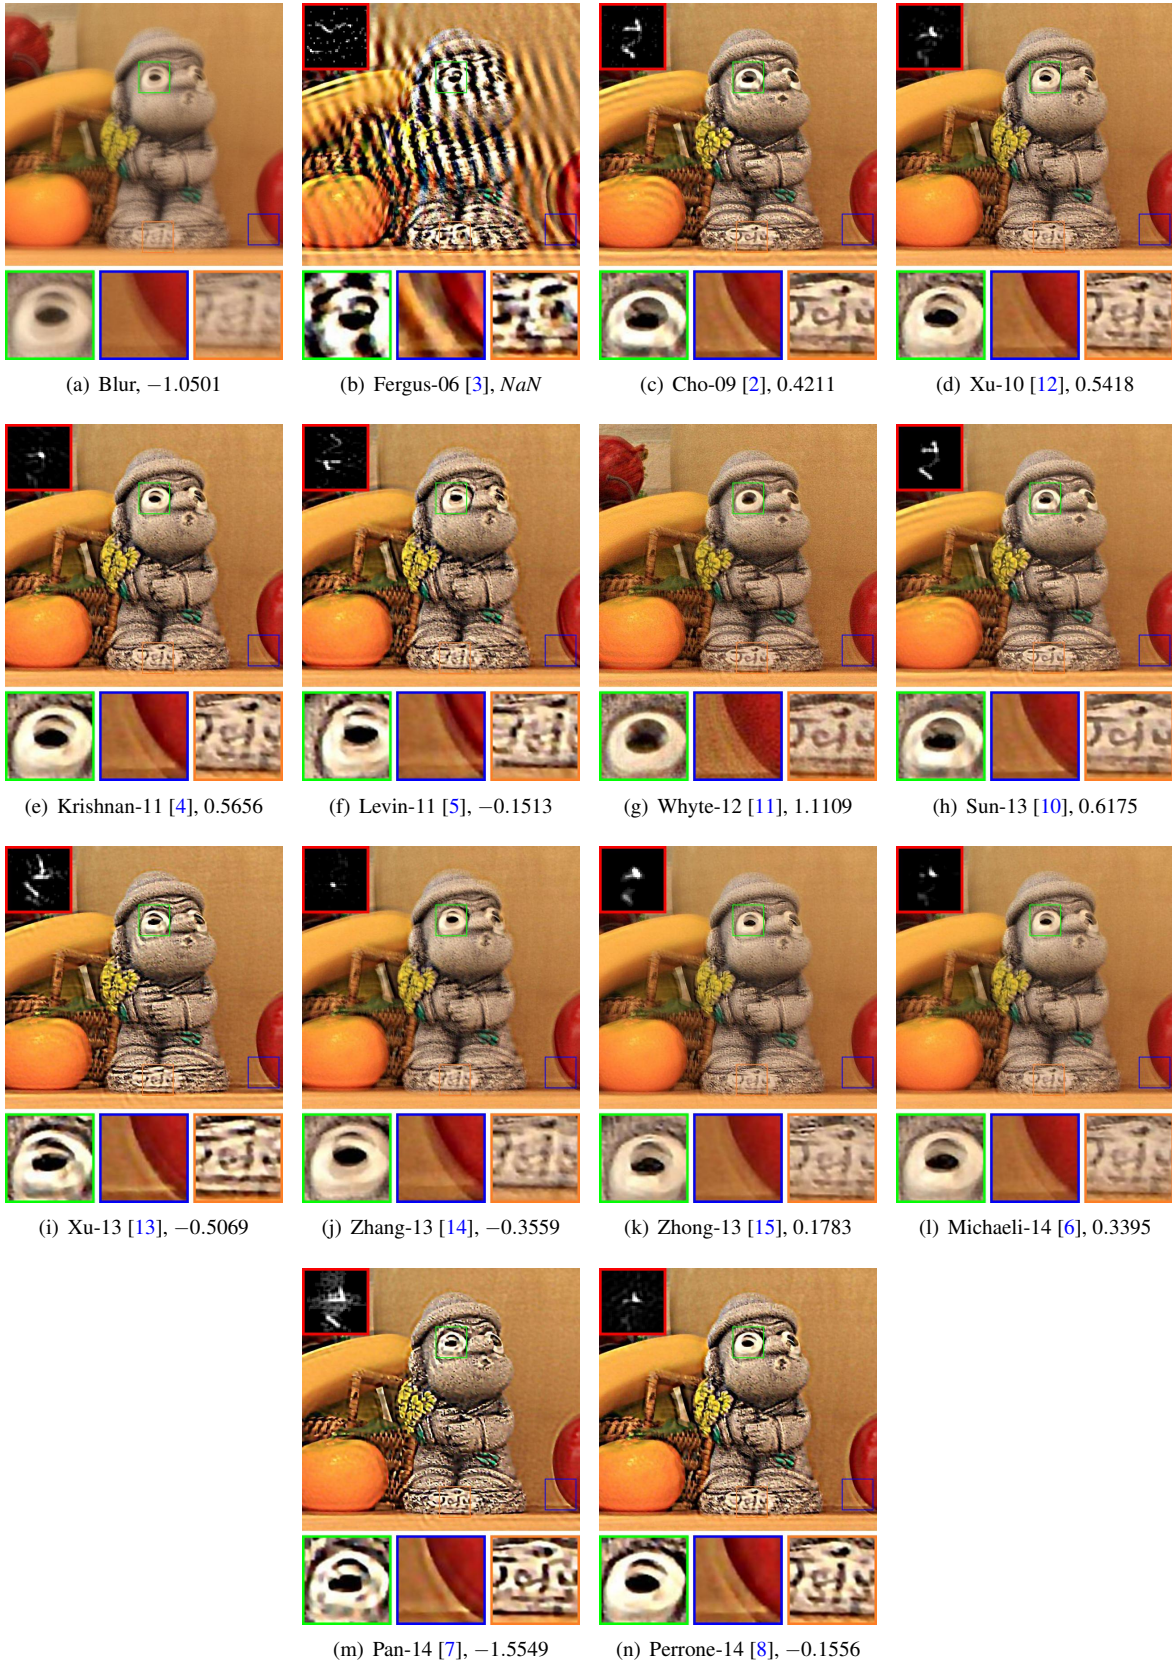 (a) Blur, −1.0501
(b) Fergus-06 [3], NaN
(c) Cho-09 [2], 0.4211
(d) Xu-10 [12], 0.5418
(e) Krishnan-11 [4], 0.5656
(f) Levin-11 [5], −0.1513
(g) Whyte-12 [11], 1.1109
(h) Sun-13 [10], 0.6175
(i) Xu-13 [13], −0.5069
(j) Zhang-13 [14], −0.3559
(k) Zhong-13 [15], 0.1783
(l) Michaeli-14 [6], 0.3395
(m) Pan-14 [7], −1.5549
(n) Perrone-14 [8], −0.1556